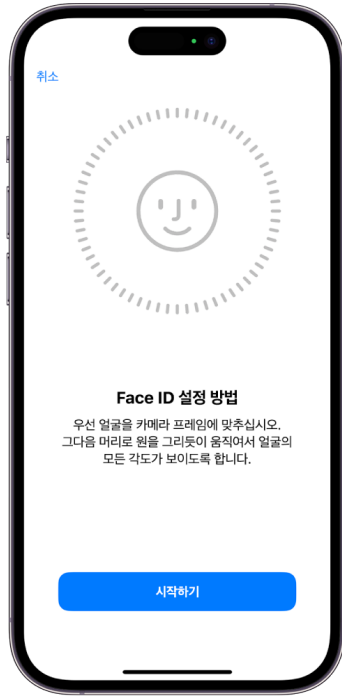 취소
Face ID 설정 방법
우선 얼굴을 카메라 프레임에 맞추십시오.
그다음 머리로 원을 그리듯이 움직여서 얼굴의
모든 각도가 보이도록 합니다.
시작하기